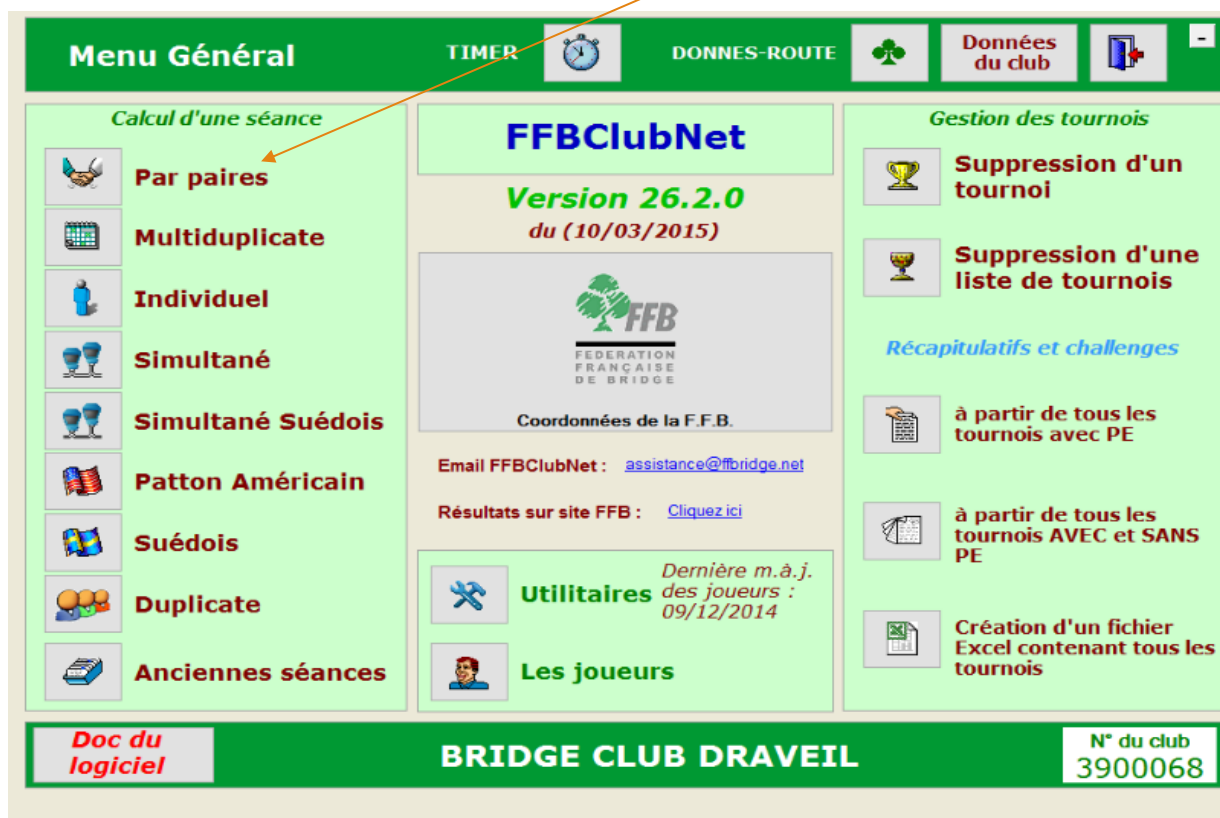 Menu Général
TIMER
DONNES-ROUTE
Données
du club
-
Calcul d'une séance
Par paires
Multiduplicate
Individuel
Simultané
Simultané Suédois
Patton Américain
Suédois
Duplicate
Anciennes séances
FFBClubNet
Version 26.2.0
du (10/03/2015)
FFB
FEDERATION
FRANÇAISE
DE BRIDGE
Coordonnées de la F.F.B.
Email FFBClubNet : assistance@ffbridge.net
Résultats sur site FFB : Cliquez ici
Utilitaires
Dernière m.à.j.
des joueurs :
09/12/2014
Les joueurs
Gestion des tournois
Suppression d'un
tournoi
Suppression d'une
liste de tournois
Récapitulatifs et challenges
à partir de tous les
tournois avec PE
à partir de tous les
tournois AVEC et SANS
PE
Création d'un fichier
Excel contenant tous les
tournois
Doc du
logiciel
BRIDGE CLUB DRAVEIL
N° du club
3900068